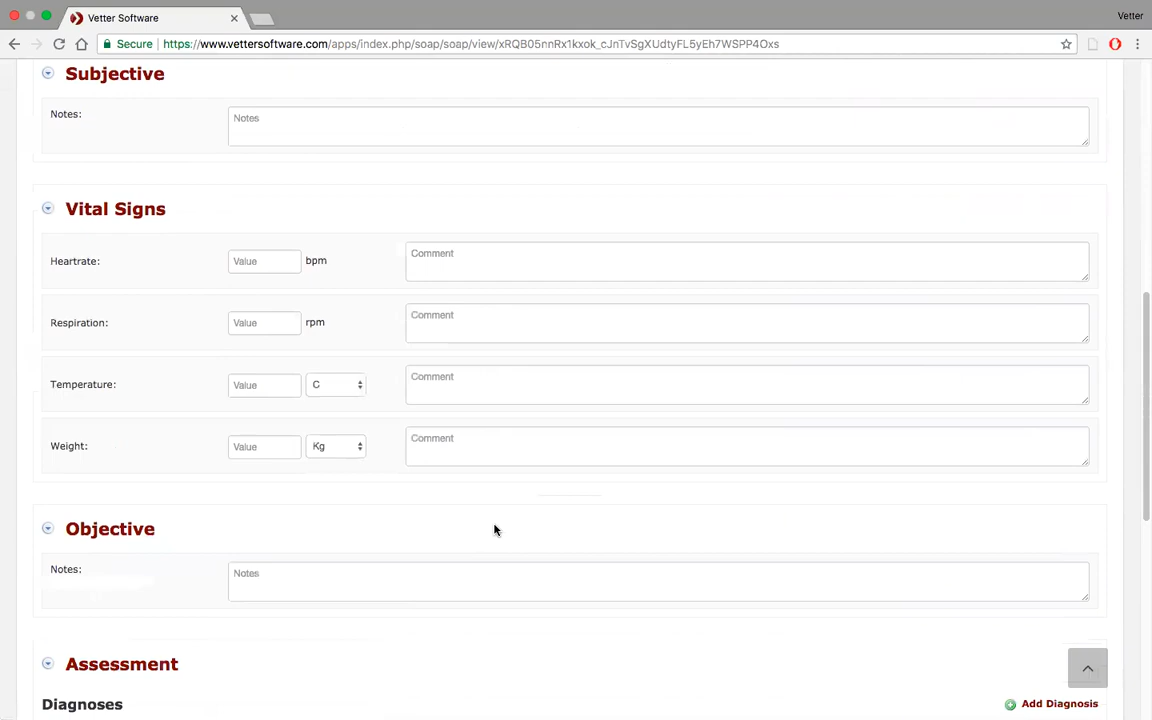 Vetter Software
Vetter
Secure https://www.vettersoftware.com/apps/index.php/soap/soap/view/xRQB05nnRx1kxok_cJnTvSgXUdtyFL5yEh7WSPP4Oxs
Subjective
Notes: Notes
Vital Signs
Heartrate: Value bpm Comment
Respiration: Value rpm Comment
Temperature: Value C Comment
Weight: Value Kg Comment
Objective
Notes: Notes
Assessment
Diagnoses Add Diagnosis